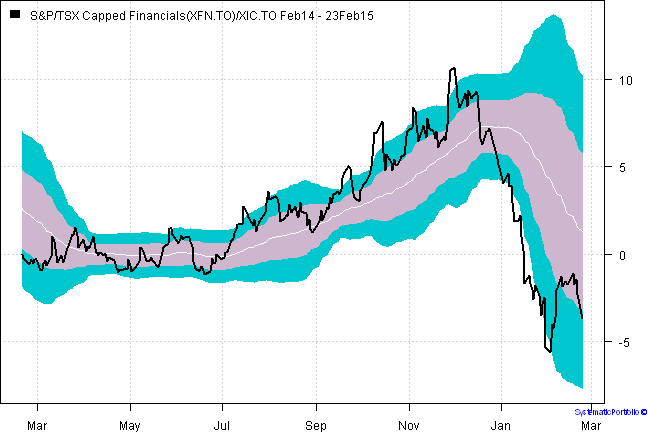 S&P/TSX Capped Financials(XFN.TO)/XIC.TO Feb14 - 23Feb15
10
5
0
-5
Mar May Jul Sep Nov Jan Mar
SystematicPortfolio ©